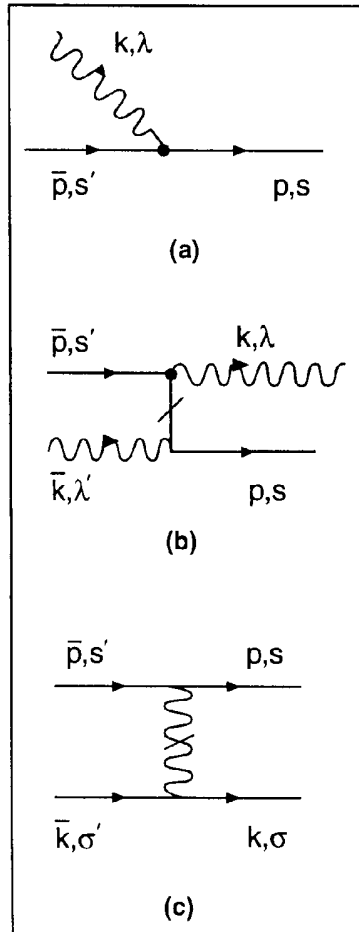 k,λ
p̄,s′ p,s
(a)
p̄,s′ k,λ
k̄,λ′ p,s
(b)
p̄,s′ p,s
k̄,σ′ k,σ
(c)